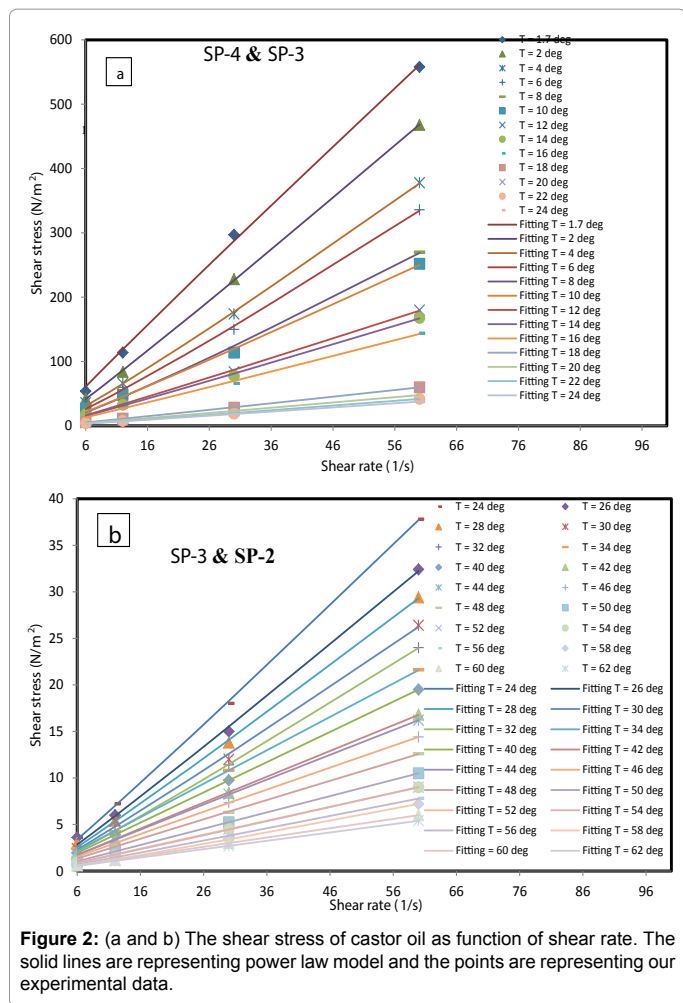 600
500
400
300
200
100
0
Shear stress (N/m²)
a
SP-4 & SP-3
T = 1.7 deg
T = 2 deg
T = 4 deg
T = 6 deg
T = 8 deg
T = 10 deg
T = 12 deg
T = 14 deg
T = 16 deg
T = 18 deg
T = 20 deg
T = 22 deg
T = 24 deg
Fitting T = 1.7 deg
Fitting T = 2 deg
Fitting T = 4 deg
Fitting T = 6 deg
Fitting T = 8 deg
Fitting T = 10 deg
Fitting T = 12 deg
Fitting T = 14 deg
Fitting T = 16 deg
Fitting T = 18 deg
Fitting T = 20 deg
Fitting T = 22 deg
Fitting T = 24 deg
6 16 26 36 46 56 66 76 86 96
Shear rate (1/s)
40
35
30
25
20
15
10
5
0
Shear stress (N/m²)
b
SP-3 & SP-2
T = 24 deg T = 26 deg
T = 28 deg T = 30 deg
T = 32 deg T = 34 deg
T = 40 deg T = 42 deg
T = 44 deg T = 46 deg
T = 48 deg T = 50 deg
T = 52 deg T = 54 deg
T = 56 deg T = 58 deg
T = 60 deg T = 62 deg
Fitting T = 24 deg Fitting T = 26 deg
Fitting T = 28 deg Fitting T = 30 deg
Fitting T = 32 deg Fitting T = 34 deg
Fitting T = 40 deg Fitting T = 42 deg
Fitting T = 44 deg Fitting T = 46 deg
Fitting T = 48 deg Fitting T = 50 deg
Fitting T = 52 deg Fitting T = 54 deg
Fitting T = 56 deg Fitting T = 58 deg
Fitting = 60 deg Fitting T = 62 deg
6 16 26 36 46 56 66 76 86 96
Shear rate (1/s)
Figure 2: (a and b) The shear stress of castor oil as function of shear rate. The
solid lines are representing power law model and the points are representing our
experimental data.